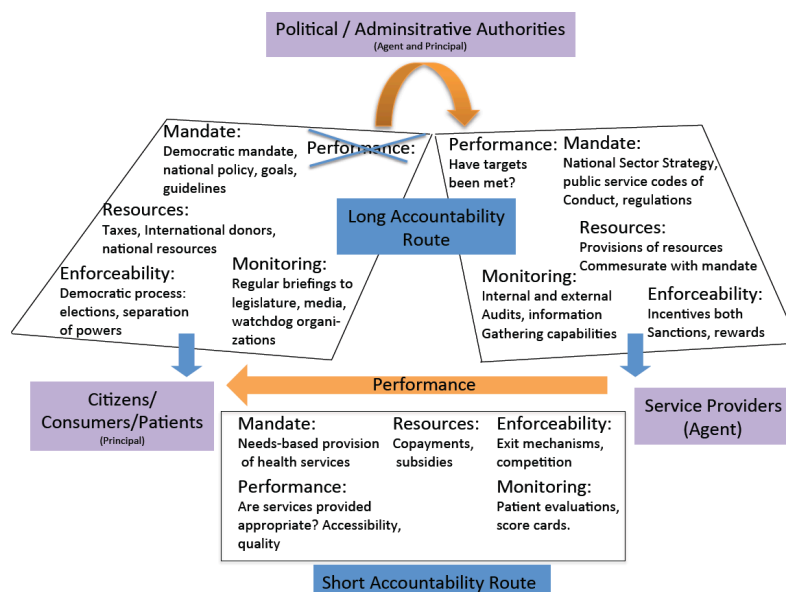 Political / Adminsitrative Authorities
(Agent and Principal)
Mandate:
Democratic mandate,
national policy, goals,
guidelines
Performance:
Resources:
Taxes, International donors,
national resources
Enforceability:
Democratic process:
elections, separation
of powers
Monitoring:
Regular briefings to
legislature, media,
watchdog organi-
zations
Long Accountability
Route
Performance:
Have targets
been met?
Mandate:
National Sector Strategy,
public service codes of
Conduct, regulations
Resources:
Provisions of resources
Commesurate with mandate
Monitoring:
Internal and external
Audits, information
Gathering capabilities
Enforceability:
Incentives both
Sanctions, rewards
Citizens/
Consumers/Patients
(Principal)
Performance
Service Providers
(Agent)
Mandate:
Needs-based provision
of health services
Resources:
Copayments,
subsidies
Enforceability:
Exit mechanisms,
competition
Performance:
Are services provided
appropriate? Accessibility,
quality
Monitoring:
Patient evaluations,
score cards.
Short Accountability Route